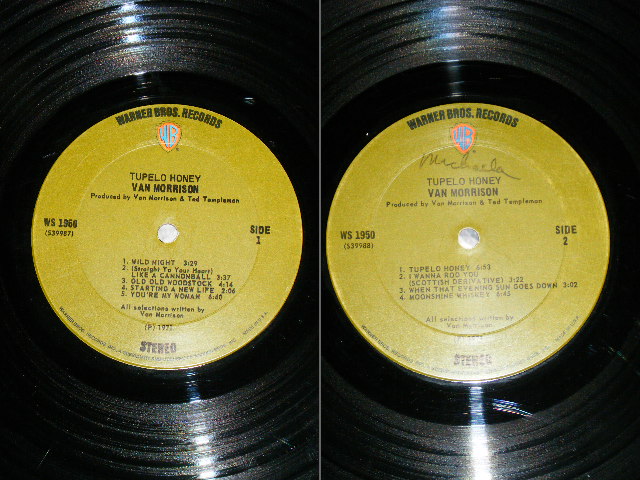 WARNER BROS. RECORDS
WB
TUPELO HONEY
VAN MORRISON
Produced by Van Morrison & Ted Templeman
WS 1950
(S39987)
SIDE
1
1. WILD NIGHT 3:29
2. (Straight To Your Heart)
LIKE A CANNONBALL 3:37
3. OLD OLD WOODSTOCK 4:14
4. STARTING A NEW LIFE 2:06
5. YOU'RE MY WOMAN 6:40
All selections written by
Van Morrison
(P) 1971
STEREO
WARNER BROS. RECORDS
WB
Michaela
TUPELO HONEY
VAN MORRISON
Produced by Van Morrison & Ted Templeman
WS 1950
(S39988)
SIDE
2
1. TUPELO HONEY 6:53
2. I WANNA ROO YOU
(SCOTTISH DERIVATIVE) 3:22
3. WHEN THAT EVENING SUN GOES DOWN 3:02
4. MOONSHINE WHISKEY 6:45
All selections written by
Van Morrison
STEREO